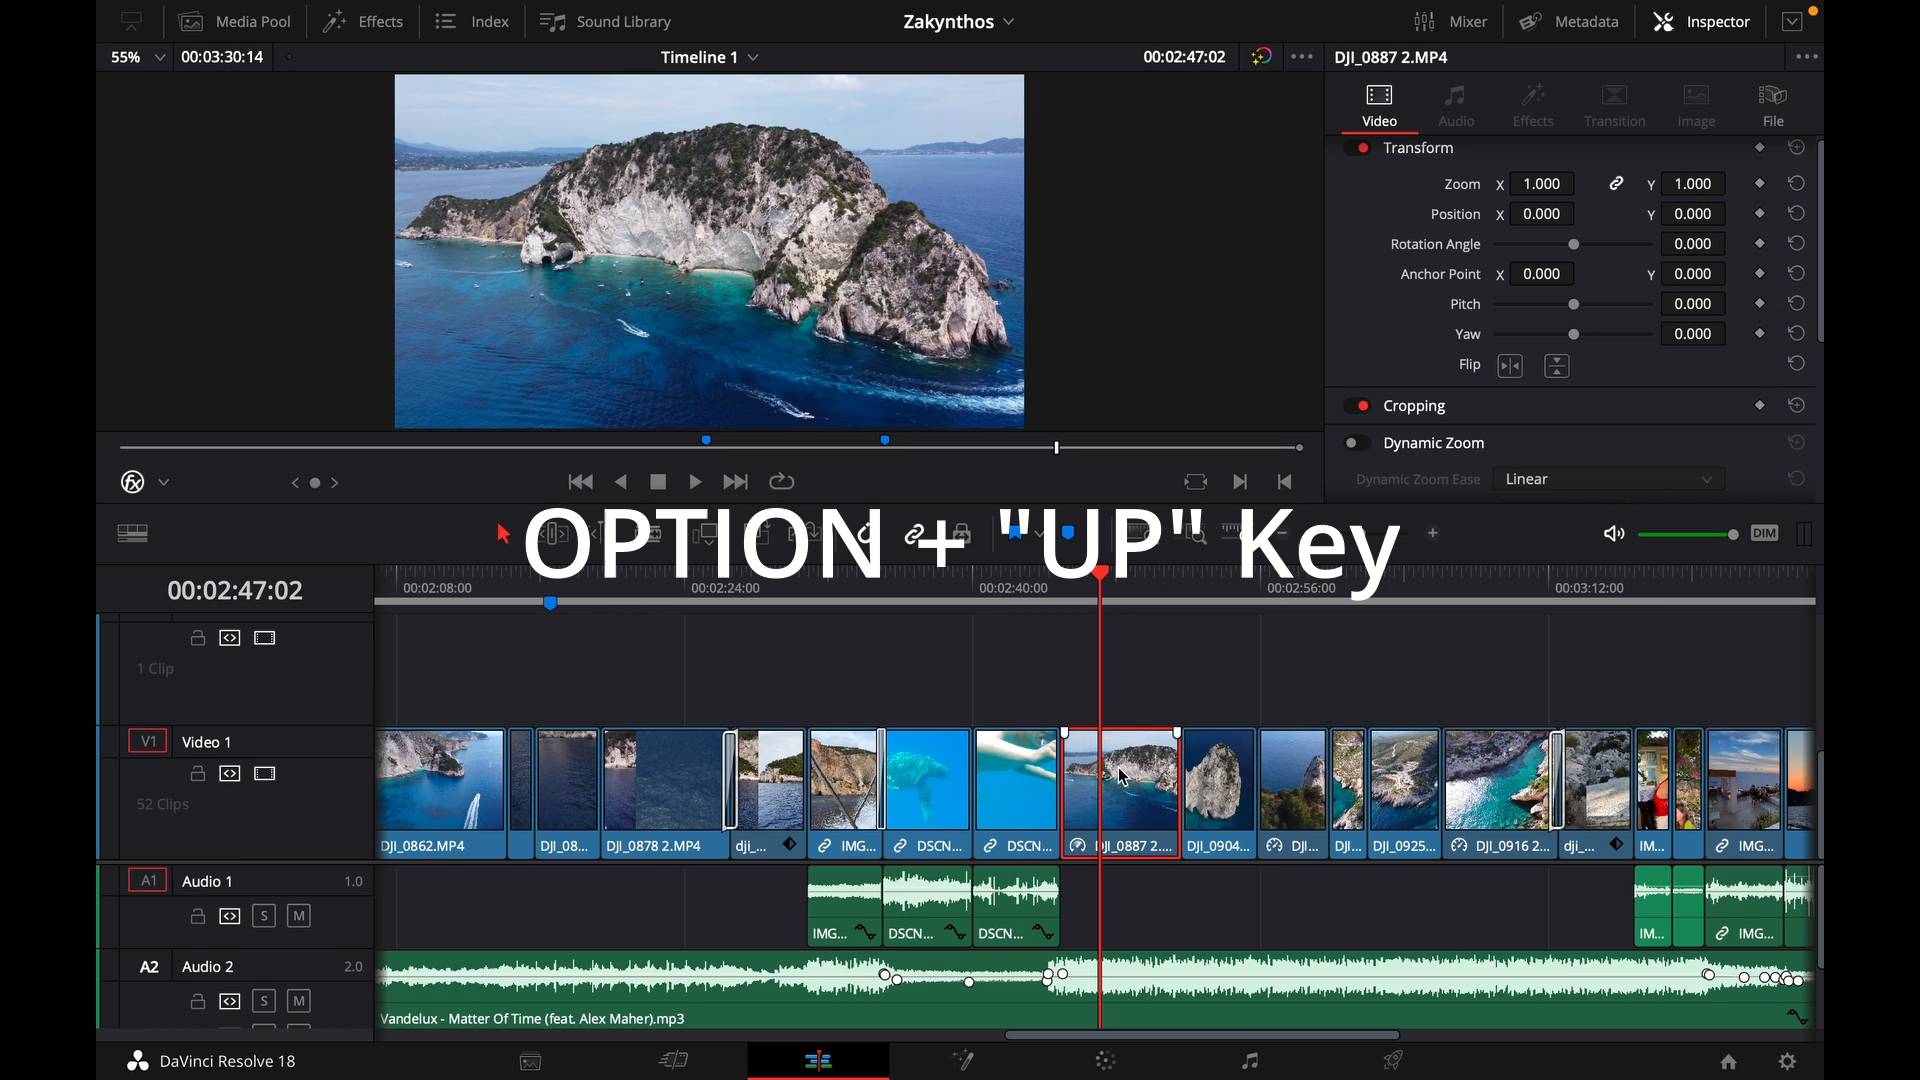 Media Pool Effects Index Sound Library Zakynthos Mixer Metadata Inspector
55% 00:03:30:14 Timeline 1 00:02:47:02 DJI_0887 2.MP4
Video Audio Effects Transition Image File
Transform
Zoom X 1.000 Y 1.000
Position X 0.000 Y 0.000
Rotation Angle 0.000
Anchor Point X 0.000 Y 0.000
Pitch 0.000
Yaw 0.000
Flip
Cropping
Dynamic Zoom
Dynamic Zoom Ease Linear
OPTION + "UP" Key
DIM
00:02:47:02 00:02:08:00 00:02:24:00 00:02:40:00 00:02:56:00 00:03:12:00
1 Clip
V1 Video 1
52 Clips
DJI_0862.MP4 DJI_08... DJI_0878 2.MP4 dji_... IMG... DSCN... DSCN... DJI_0887 2.... DJI_0904... DJI... DJI... DJI_0925... DJI_0916 2... dji_... IM... IMG...
A1 Audio 1 1.0
S M
IMG... DSCN... DSCN... IM... IMG...
A2 Audio 2 2.0
S M
Vandelux - Matter Of Time (feat. Alex Maher).mp3
DaVinci Resolve 18